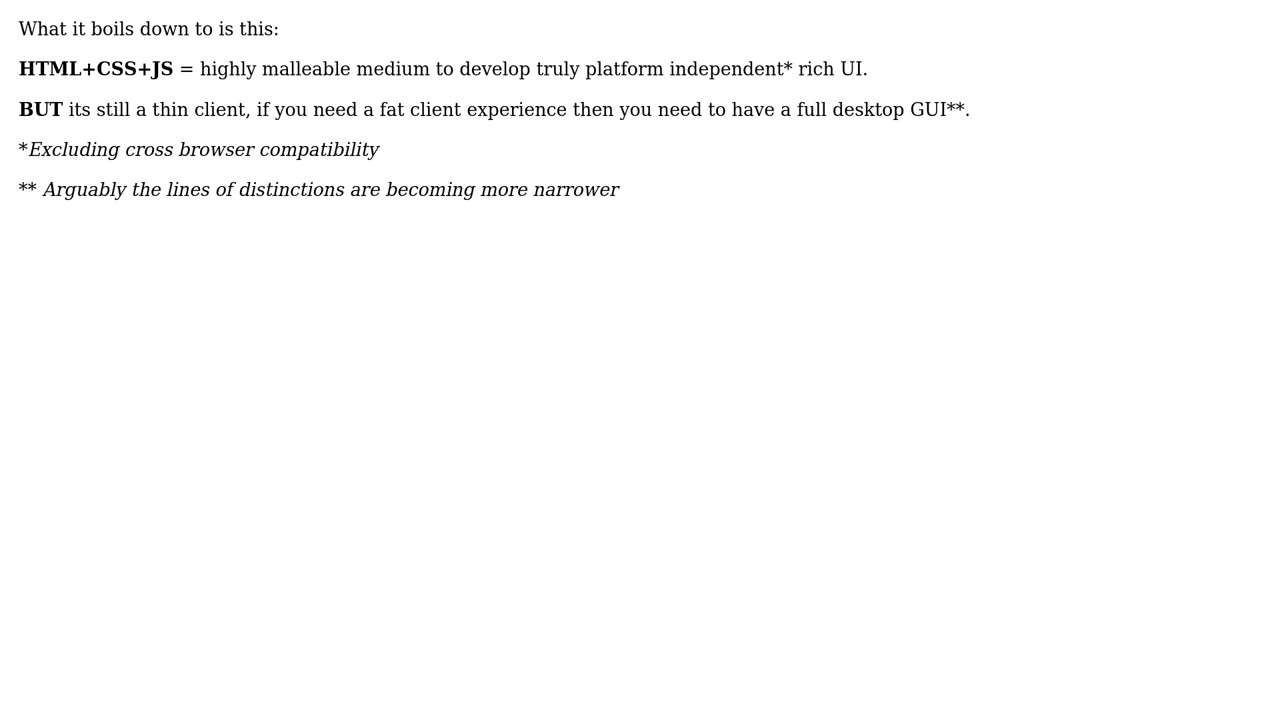 What it boils down to is this:
HTML+CSS+JS = highly malleable medium to develop truly platform independent* rich UI.
BUT its still a thin client, if you need a fat client experience then you need to have a full desktop GUI**.
*Excluding cross browser compatibility
** Arguably the lines of distinctions are becoming more narrower